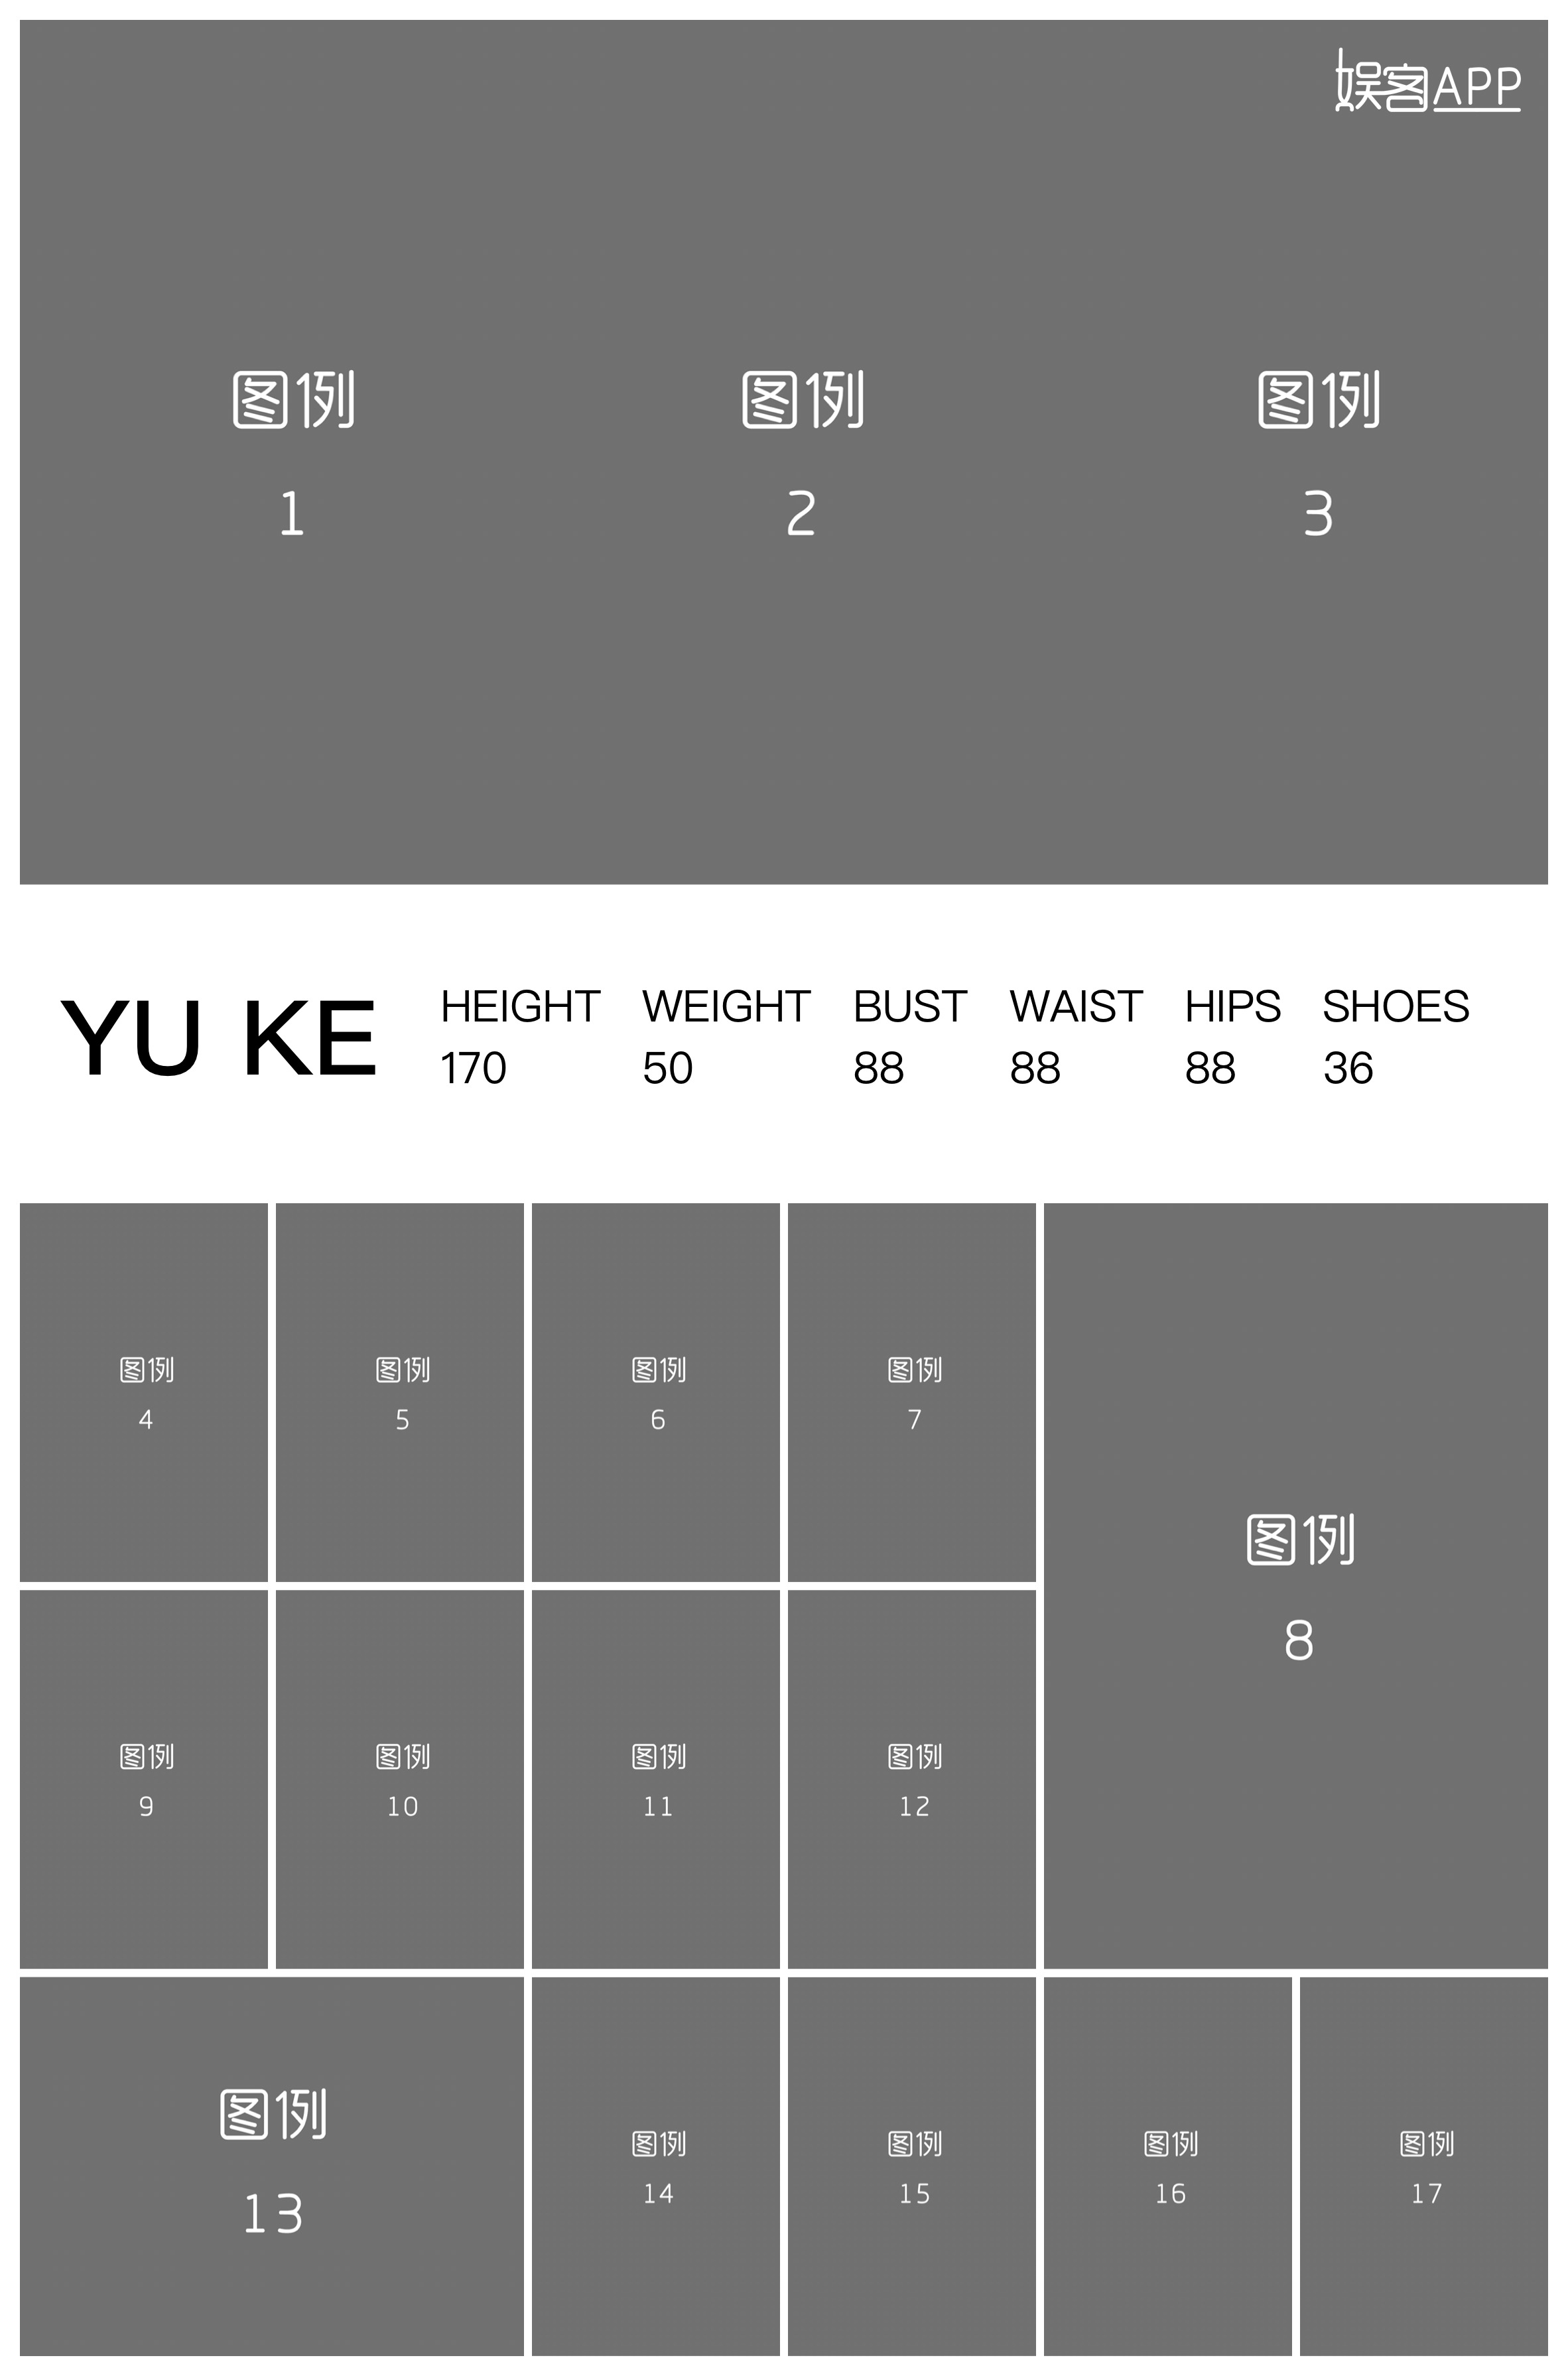 娱客APP
图例 图例 图例
1 2 3
YU KE
HEIGHT WEIGHT BUST WAIST HIPS SHOES
170 50 88 88 88 36
图例 图例 图例 图例
4 5 6 7
图例
8
图例 图例 图例 图例
9 10 11 12
图例
13
图例 图例 图例 图例
14 15 16 17